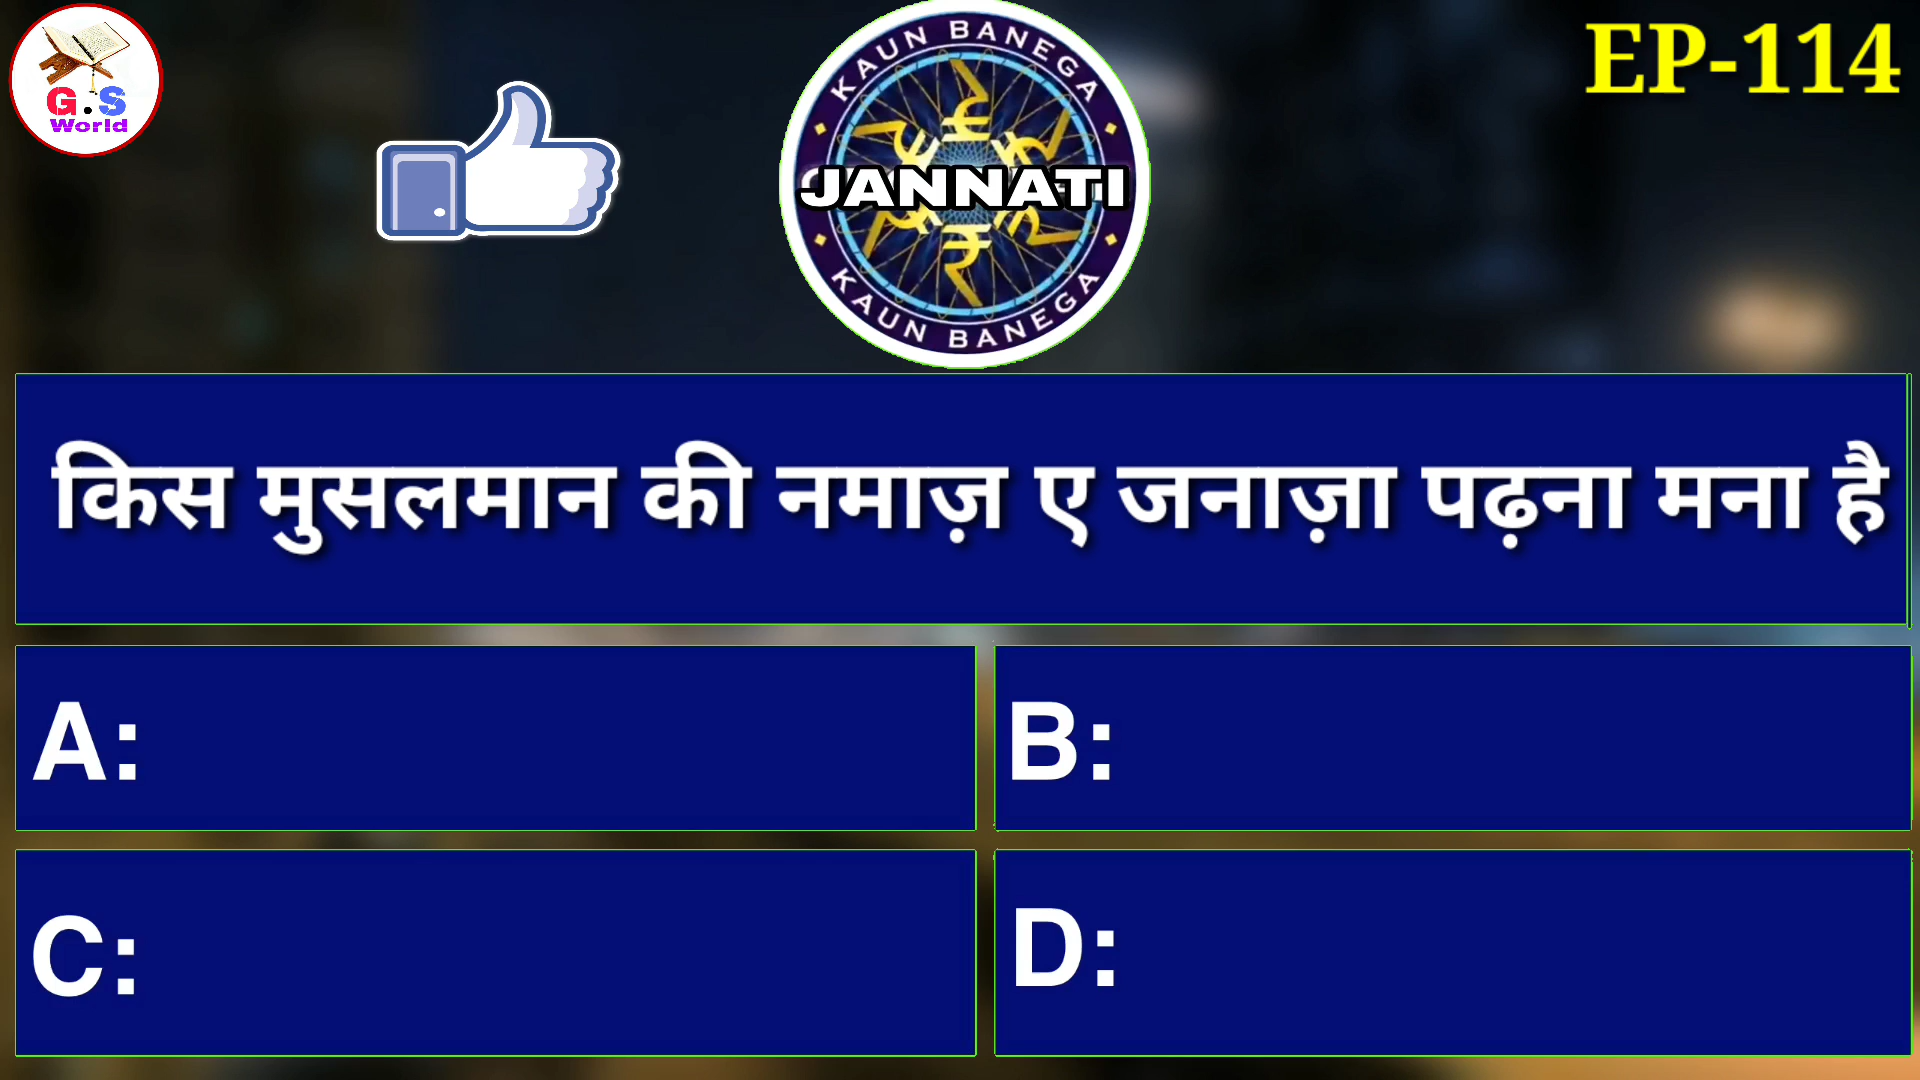 G.S
World
KAUN BANEGA
JANNATI
KAUN BANEGA
EP-114
किस मुसलमान की नमाज़ ए जनाज़ा पढ़ना मना है
A:
B:
C:
D: